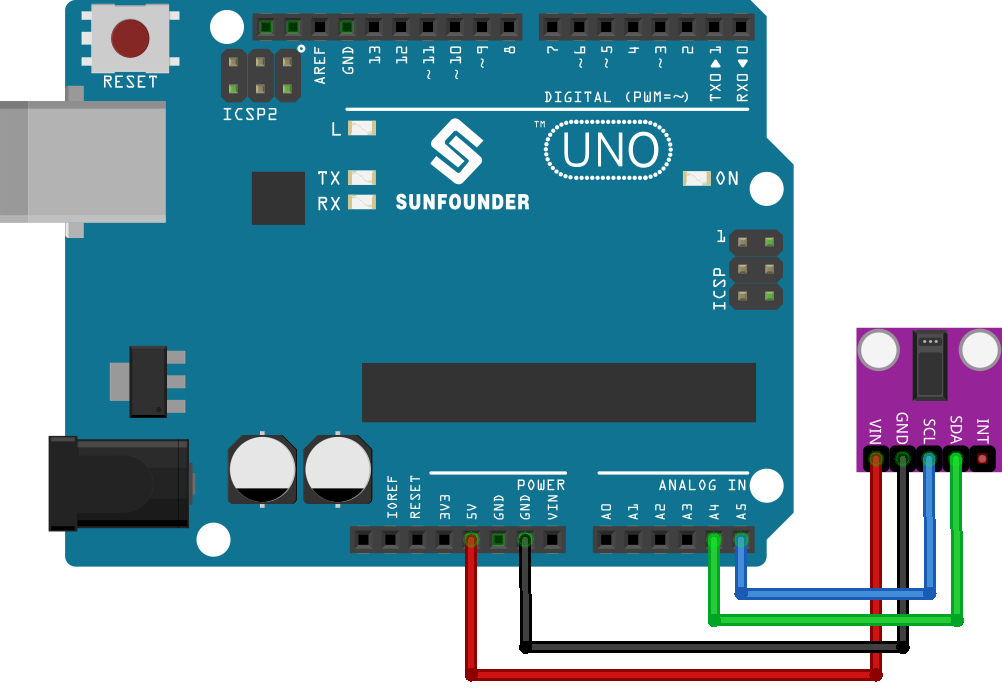 RESET
ICSP2
AREF
GND
13
12
~11
~10
~9
8
7
~6
~5
4
~3
2
TX0▶1
RX0◀0
DIGITAL (PWM=~)
L
TX
RX
SUNFOUNDER
TM
UNO
ON
1
ICSP
VIN
GND
SCL
SDA
INT
POWER
ANALOG IN
IOREF
RESET
3V3
5V
GND
GND
VIN
A0
A1
A2
A3
A4
A5